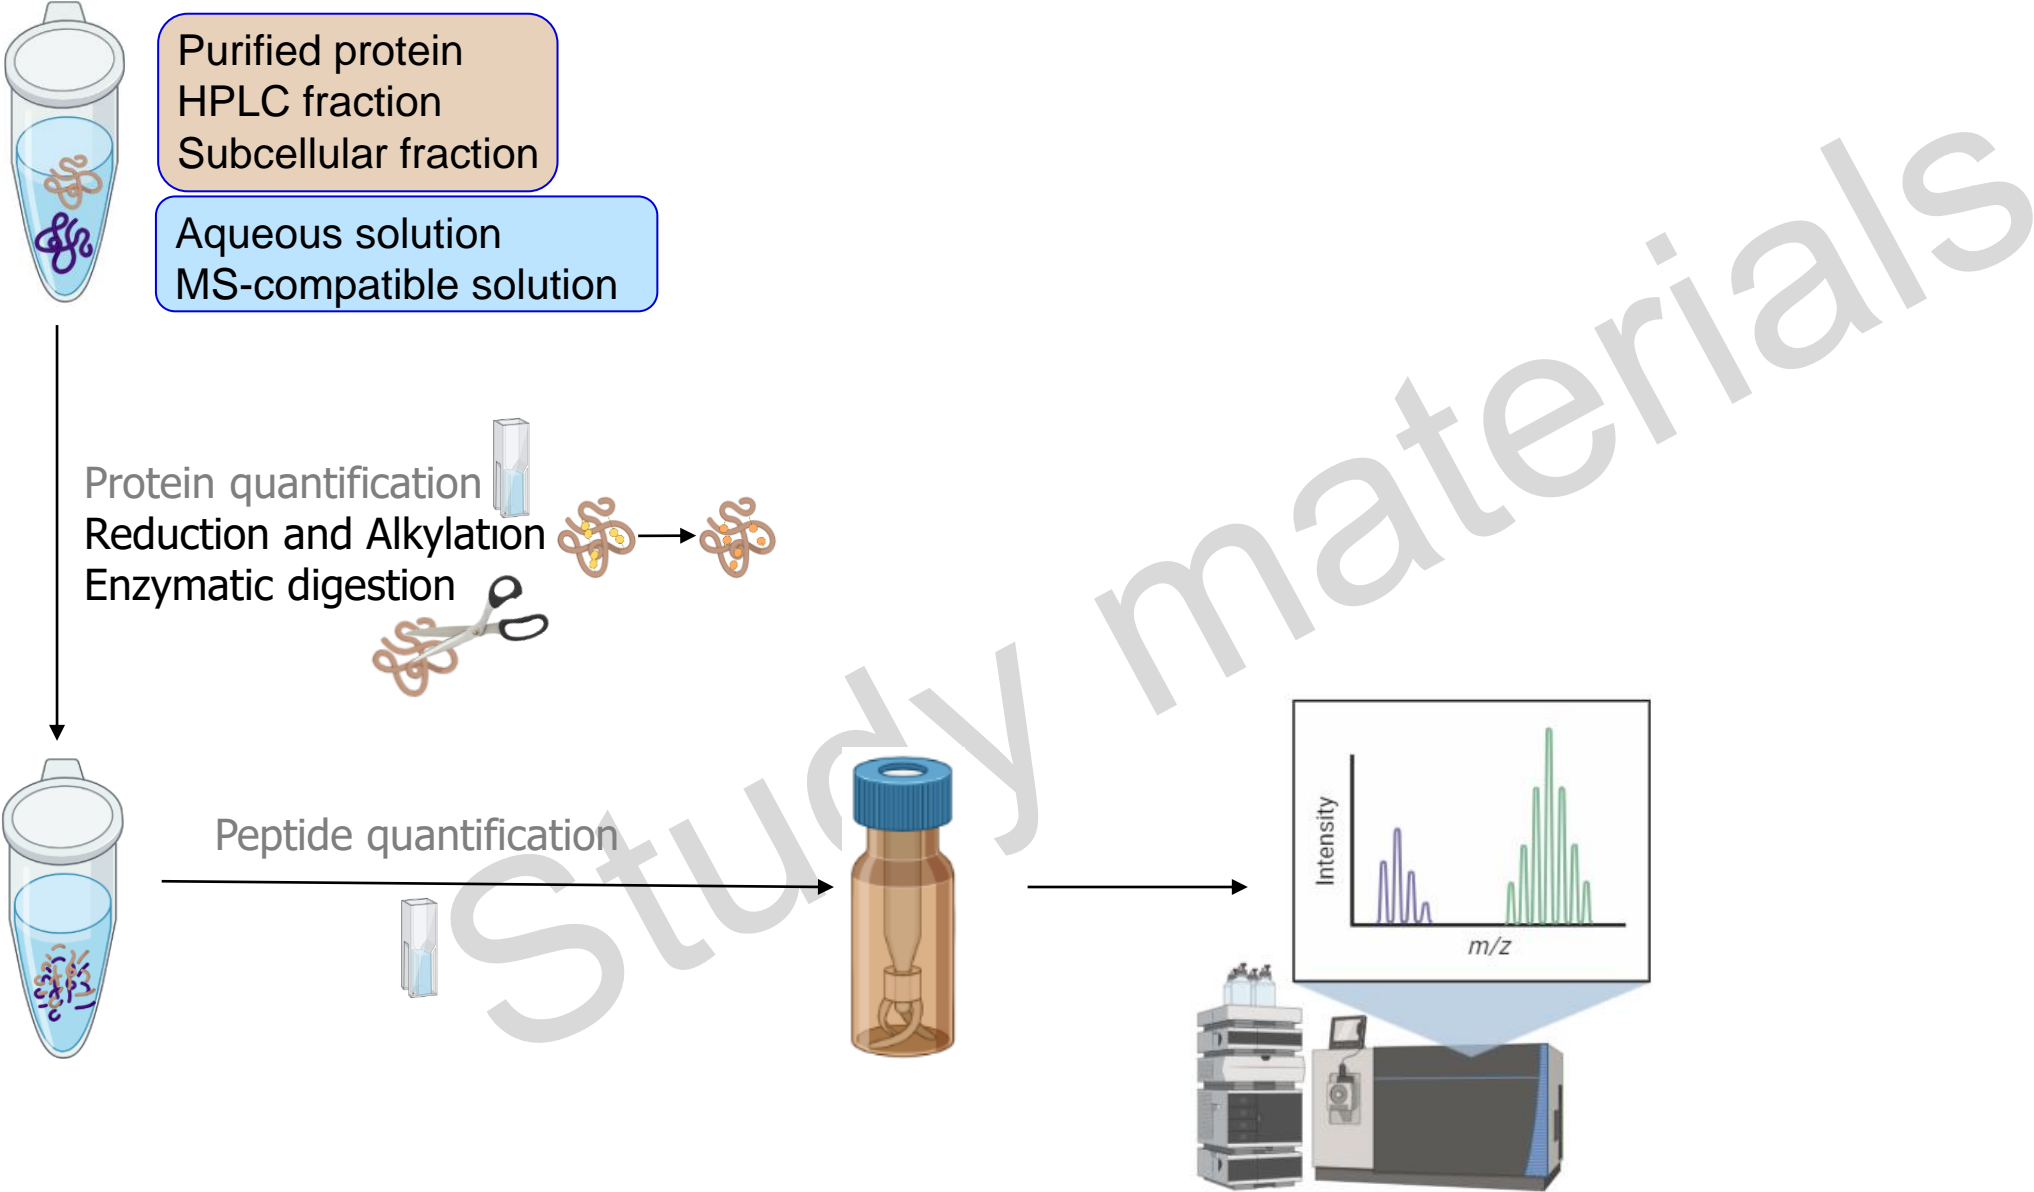 Purified protein
HPLC fraction
Subcellular fraction
Aqueous solution
MS-compatible solution
Protein quantification
Reduction and Alkylation
Enzymatic digestion
Peptide quantification
Intensity
m/z
Study materials